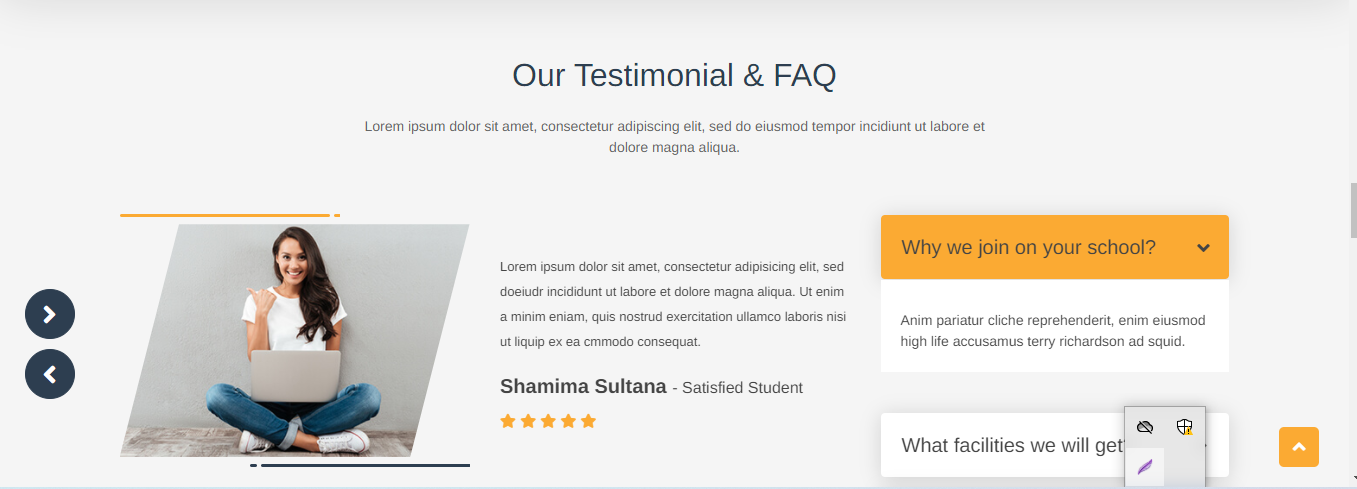 Our Testimonial & FAQ
Lorem ipsum dolor sit amet, consectetur adipiscing elit, sed do eiusmod tempor incidiunt ut labore et
dolore magna aliqua.
Lorem ipsum dolor sit amet, consectetur adipisicing elit, sed
doeiudr incididunt ut labore et dolore magna aliqua. Ut enim
a minim eniam, quis nostrud exercitation ullamco laboris nisi
ut liquip ex ea cmmodo consequat.
Shamima Sultana - Satisfied Student
Why we join on your school?
Anim pariatur cliche reprehenderit, enim eiusmod
high life accusamus terry richardson ad squid.
What facilities we will get?